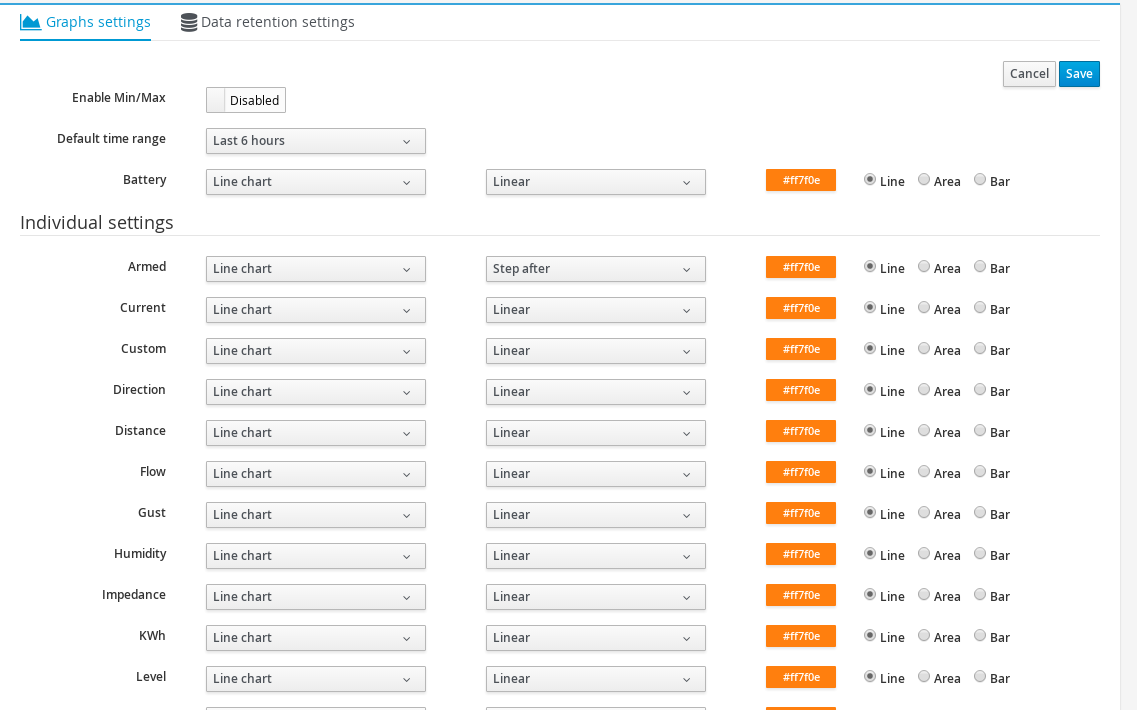 Graphs settings Data retention settings
Cancel Save
Enable Min/Max Disabled
Default time range Last 6 hours
Battery Line chart Linear #ff7f0e Line Area Bar
Individual settings
Armed Line chart Step after #ff7f0e Line Area Bar
Current Line chart Linear #ff7f0e Line Area Bar
Custom Line chart Linear #ff7f0e Line Area Bar
Direction Line chart Linear #ff7f0e Line Area Bar
Distance Line chart Linear #ff7f0e Line Area Bar
Flow Line chart Linear #ff7f0e Line Area Bar
Gust Line chart Linear #ff7f0e Line Area Bar
Humidity Line chart Linear #ff7f0e Line Area Bar
Impedance Line chart Linear #ff7f0e Line Area Bar
KWh Line chart Linear #ff7f0e Line Area Bar
Level Line chart Linear #ff7f0e Line Area Bar